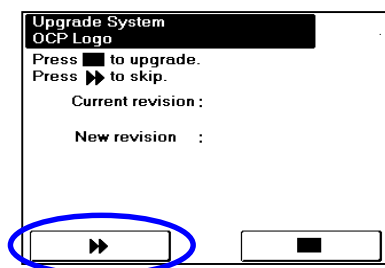 Upgrade System
OCP Logo
Press ■ to upgrade.
Press ▶▶ to skip.
Current revision :
New revision :